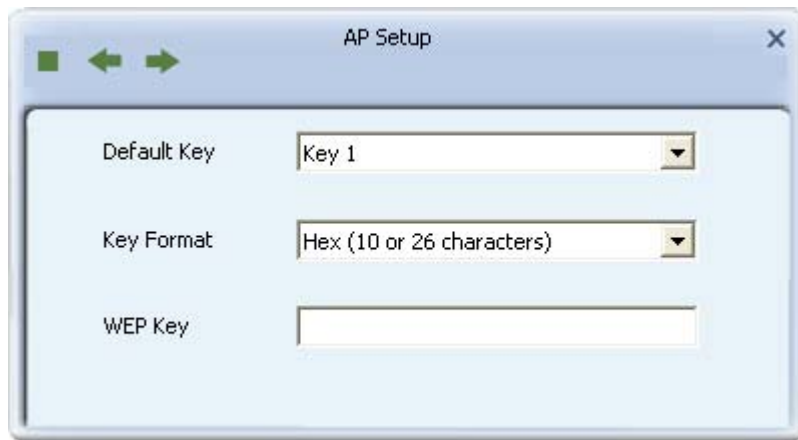 AP Setup
Default Key
Key 1
Key Format
Hex (10 or 26 characters)
WEP Key